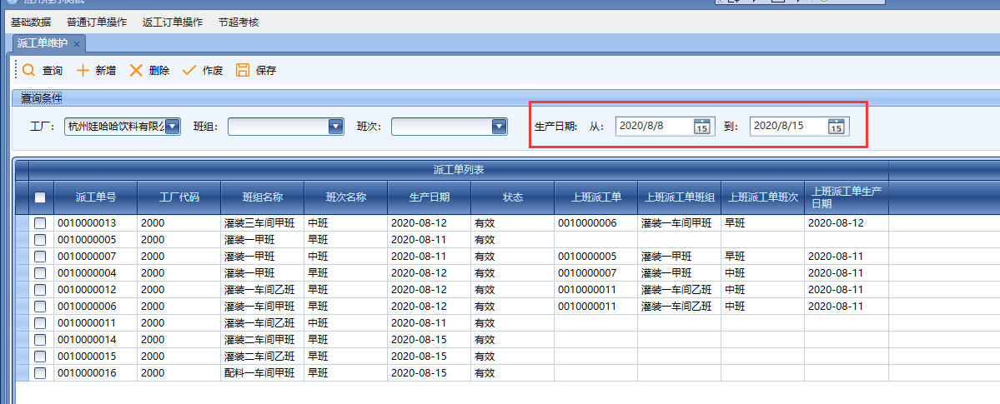 应用程序测试
基础数据 普通订单操作 返工订单操作 节超考核
派工单维护 ×
查询 新增 删除 作废 保存
查询条件
工厂: 杭州娃哈哈饮料有限公 班组: 班次: 生产日期: 从: 2020/8/8 15 到: 2020/8/15 15
派工单列表
派工单号 工厂代码 班组名称 班次名称 生产日期 状态 上班派工单 上班派工单班组 上班派工单班次 上班派工单生产日期
0010000013 2000 灌装三车间甲班 中班 2020-08-12 有效 0010000006 灌装一车间甲班 早班 2020-08-12
0010000005 2000 灌装一甲班 早班 2020-08-11 有效
0010000007 2000 灌装一甲班 中班 2020-08-11 有效 0010000005 灌装一甲班 早班 2020-08-11
0010000004 2000 灌装一甲班 早班 2020-08-12 有效 0010000007 灌装一甲班 中班 2020-08-11
0010000012 2000 灌装一车间乙班 早班 2020-08-12 有效 0010000011 灌装一车间乙班 中班 2020-08-11
0010000006 2000 灌装一车间甲班 早班 2020-08-12 有效 0010000011 灌装一车间乙班 中班 2020-08-11
0010000011 2000 灌装一车间乙班 中班 2020-08-11 有效
0010000014 2000 灌装二车间甲班 早班 2020-08-15 有效
0010000015 2000 灌装二车间乙班 早班 2020-08-15 有效
0010000016 2000 配料一车间甲班 早班 2020-08-15 有效